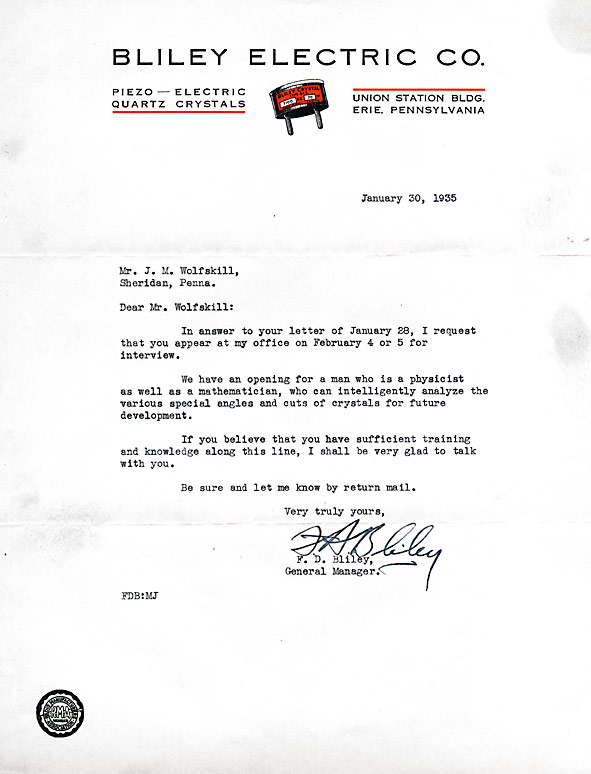 BLILEY ELECTRIC CO.
PIEZO — ELECTRIC
QUARTZ CRYSTALS
UNION STATION BLDG.
ERIE, PENNSYLVANIA
January 30, 1935
Mr. J. M. Wolfskill,
Sheridan, Penna.
Dear Mr. Wolfskill:
In answer to your letter of January 28, I request
that you appear at my office on February 4 or 5 for
interview.
We have an opening for a man who is a physicist
as well as a mathematician, who can intelligently analyze the
various special angles and cuts of crystals for future
development.
If you believe that you have sufficient training
and knowledge along this line, I shall be very glad to talk
with you.
Be sure and let me know by return mail.
Very truly yours,
F. D. Bliley
F. D. Bliley,
General Manager.
FDB:MJ
RMA